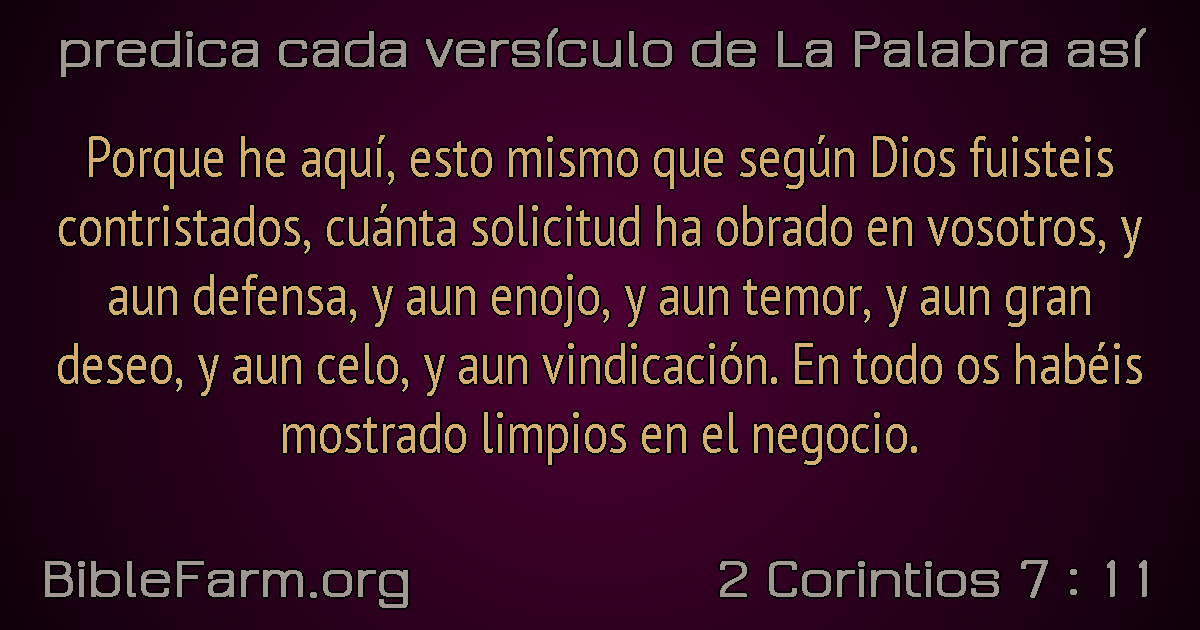 predica cada versículo de La Palabra así
Porque he aquí, esto mismo que según Dios fuisteis
contristados, cuánta solicitud ha obrado en vosotros, y
aun defensa, y aun enojo, y aun temor, y aun gran
deseo, y aun celo, y aun vindicación. En todo os habéis
mostrado limpios en el negocio.
BibleFarm.org
2 Corintios 7 : 11